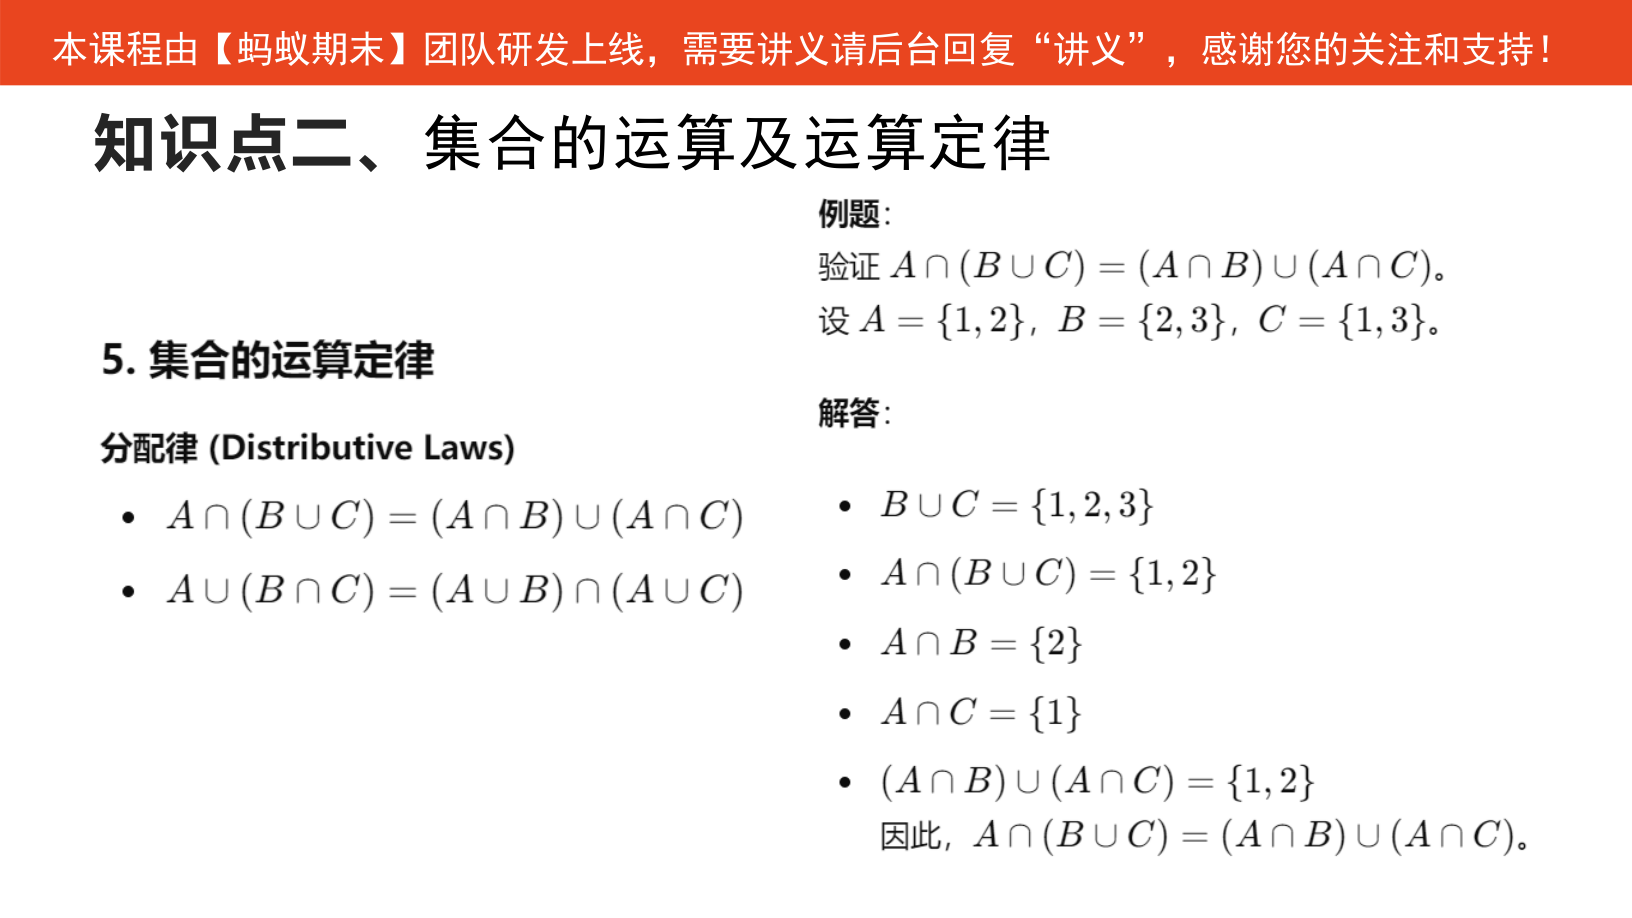 本课程由【蚂蚁期末】团队研发上线，需要讲义请后台回复“讲义”，感谢您的关注和支持！
知识点二、集合的运算及运算定律
5. 集合的运算定律
分配律 (Distributive Laws)
• A ∩ (B ∪ C) = (A ∩ B) ∪ (A ∩ C)
• A ∪ (B ∩ C) = (A ∪ B) ∩ (A ∪ C)
例题：
验证 A ∩ (B ∪ C) = (A ∩ B) ∪ (A ∩ C)。
设 A = {1, 2}，B = {2, 3}，C = {1, 3}。
解答：
• B ∪ C = {1, 2, 3}
• A ∩ (B ∪ C) = {1, 2}
• A ∩ B = {2}
• A ∩ C = {1}
• (A ∩ B) ∪ (A ∩ C) = {1, 2}
因此，A ∩ (B ∪ C) = (A ∩ B) ∪ (A ∩ C)。